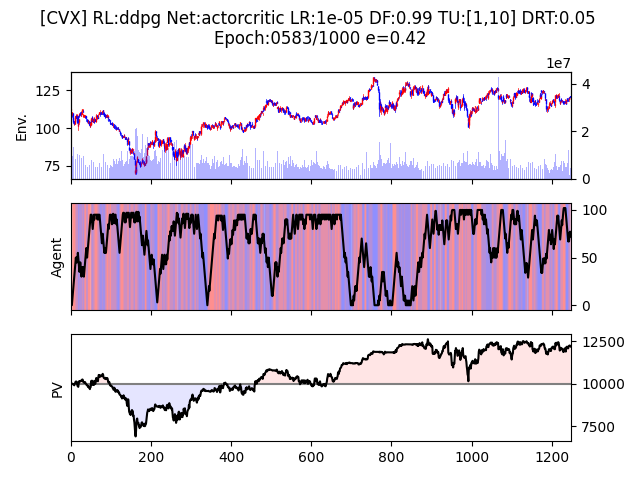 [CVX] RL:ddpg Net:actorcritic LR:1e-05 DF:0.99 TU:[1,10] DRT:0.05
Epoch:0583/1000 e=0.42
1e7
Env.
125
100
75
4
2
0
Agent
100
50
0
PV
12500
10000
7500
0 200 400 600 800 1000 1200